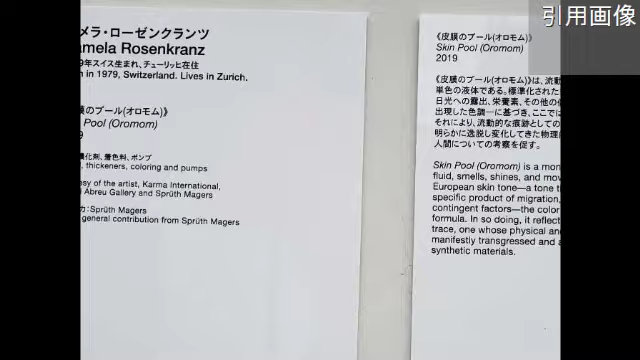 引用画像
メラ・ローゼンクランツ
amela Rosenkranz
9年スイス生まれ、チューリッヒ在住
n in 1979, Switzerland. Lives in Zurich.
膜のプール(オロモム)》
Pool (Oromom)
9
化剤、着色料、ポンプ
, thickeners, coloring and pumps
esy of the artist, Karma International,
Abreu Gallery and Sprüth Magers
カ:Sprüth Magers
general contribution from Sprüth Magers
《皮膜のプール(オロモム)》
Skin Pool (Oromom)
2019
《皮膜のプール(オロモム)》は、流動
単色の液体である。標準化された
日光への露出、栄養素、その他の
出現した色調―に基づき、ここでは
それにより、流動的な痕跡としての
明らかに逸脱し変化してきた物理
人間についての考察を促す。
Skin Pool (Oromom) is a mon
fluid, smells, shines, and mov
European skin tone—a tone t
specific product of migration,
contingent factors—the color
formula. In so doing, it reflect
trace, one whose physical an
manifestly transgressed and a
synthetic materials.